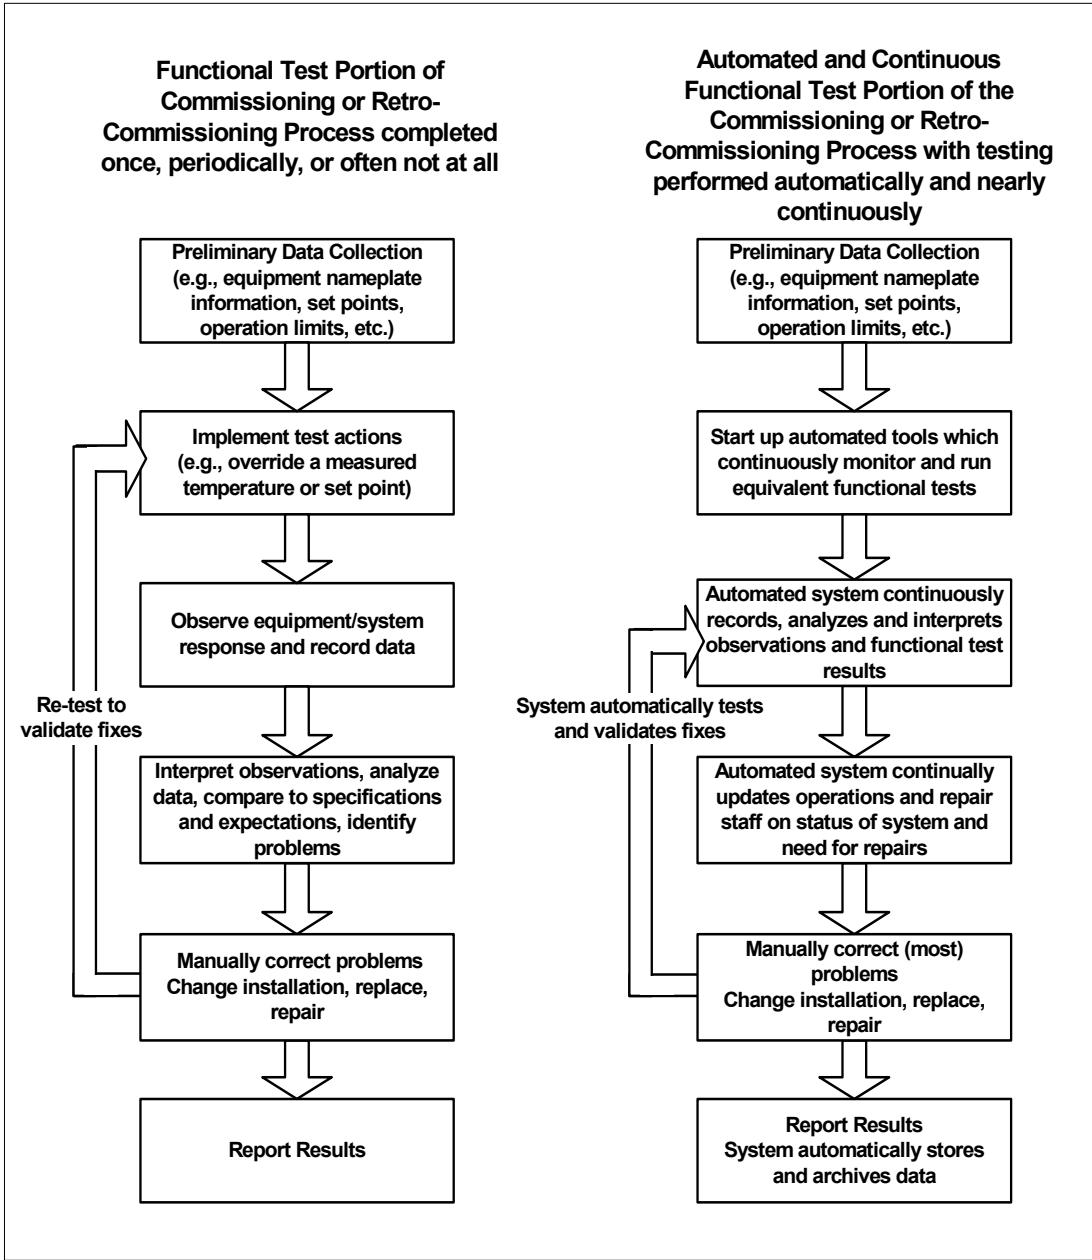 Functional Test Portion of
Commissioning or Retro-
Commissioning Process completed
once, periodically, or often not at all
Preliminary Data Collection
(e.g., equipment nameplate
information, set points,
operation limits, etc.)
Implement test actions
(e.g., override a measured
temperature or set point)
Observe equipment/system
response and record data
Re-test to
validate fixes
Interpret observations, analyze
data, compare to specifications
and expectations, identify
problems
Manually correct problems
Change installation, replace,
repair
Report Results
Automated and Continuous
Functional Test Portion of the
Commissioning or Retro-
Commissioning Process with testing
performed automatically and nearly
continuously
Preliminary Data Collection
(e.g., equipment nameplate
information, set points,
operation limits, etc.)
Start up automated tools which
continuously monitor and run
equivalent functional tests
Automated system continuously
records, analyzes and interprets
observations and functional test
results
System automatically tests
and validates fixes
Automated system continually
updates operations and repair
staff on status of system and
need for repairs
Manually correct (most)
problems
Change installation, replace,
repair
Report Results
System automatically stores
and archives data